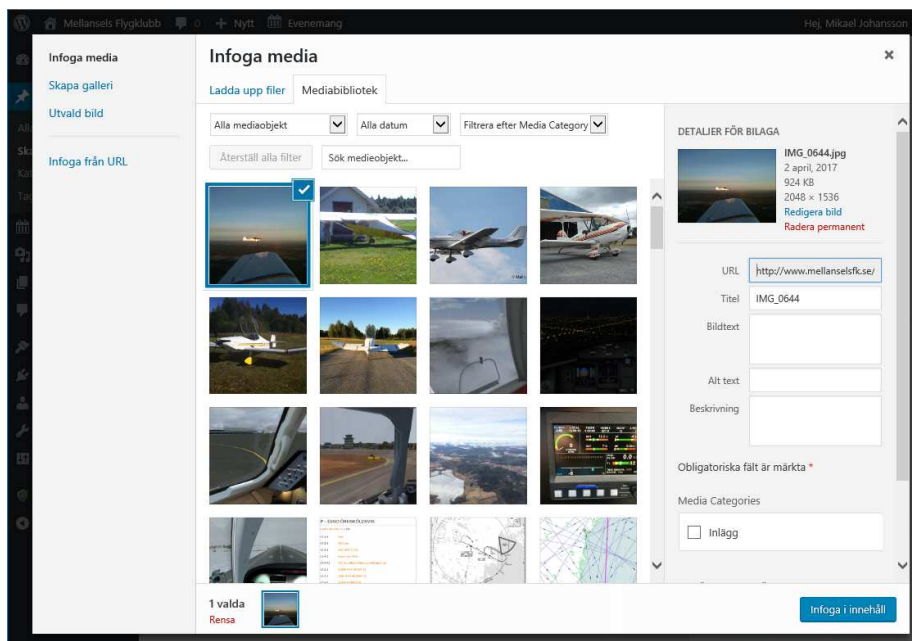 Mellansels Flygklubb 0 + Nytt Evenemang Hej, Mikael Johansson
Infoga media
Skapa galleri
Utvald bild
Infoga från URL
Infoga media
Ladda upp filer Mediabibliotek
Alla mediaobjekt Alla datum Filtrera efter Media Category
Återställ alla filter Sök medieobjekt...
DETALJER FÖR BILAGA
IMG_0644.jpg
2 april, 2017
924 KB
2048 × 1536
Redigera bild
Radera permanent
URL http://www.mellanselsfk.se/
Titel IMG_0644
Bildtext
Alt text
Beskrivning
Obligatoriska fält är märkta *
Media Categories
Inlägg
1 valda
Rensa
Infoga i innehåll